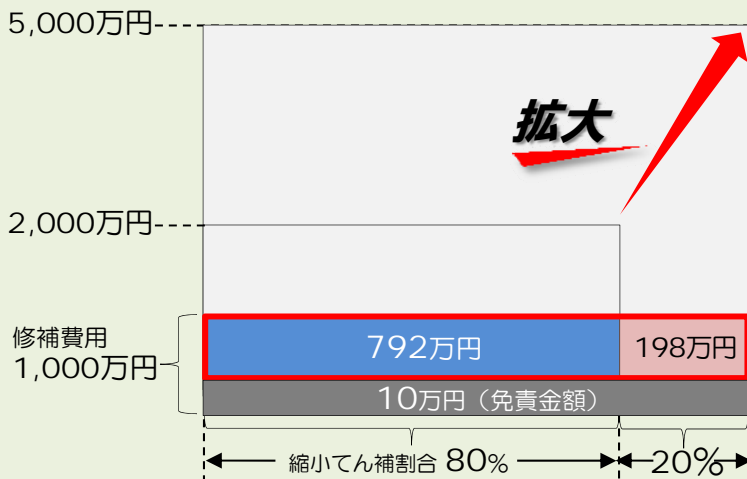 5,000万円
拡大
2,000万円
修補費用
1,000万円
792万円
198万円
10万円（免責金額）
縮小てん補割合 80%
20%